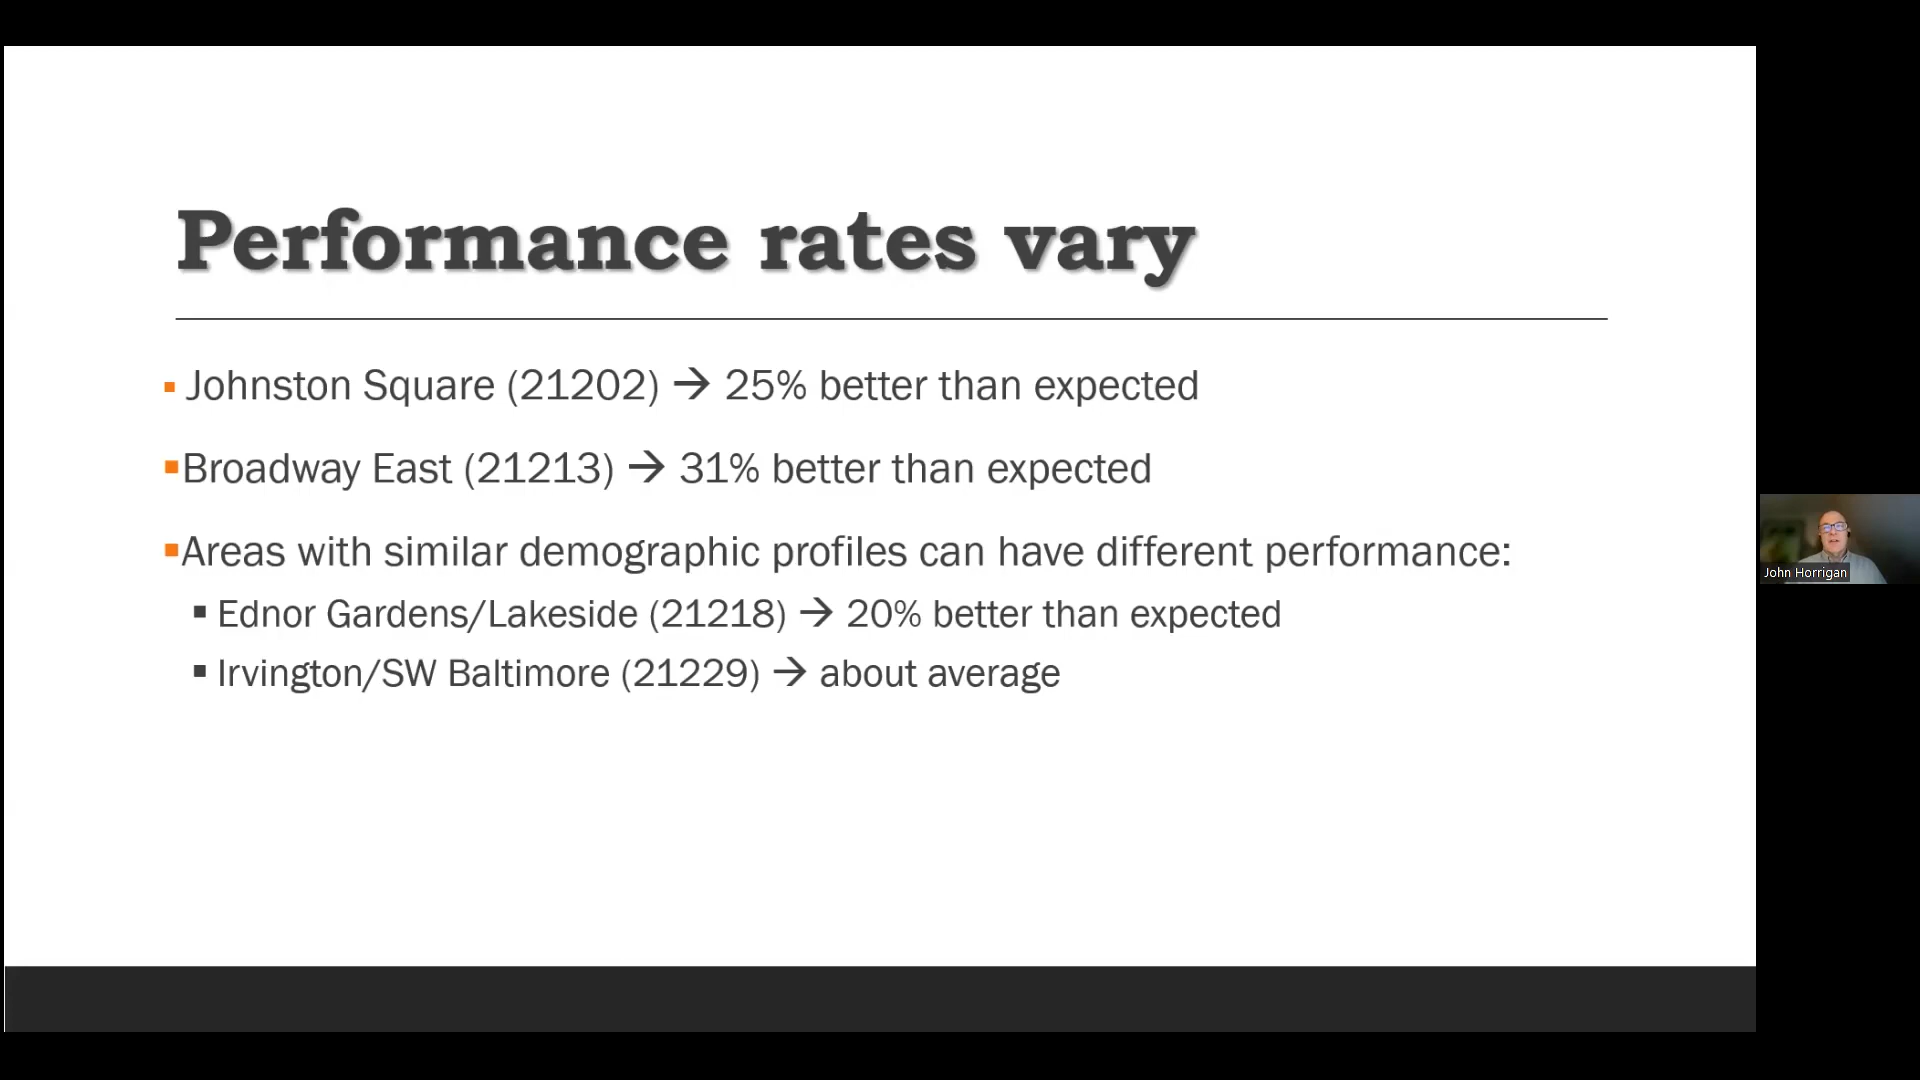 Performance rates vary
▪ Johnston Square (21202) → 25% better than expected
▪Broadway East (21213) → 31% better than expected
▪Areas with similar demographic profiles can have different performance:
▪ Ednor Gardens/Lakeside (21218) → 20% better than expected
▪ Irvington/SW Baltimore (21229) → about average
John Horrigan